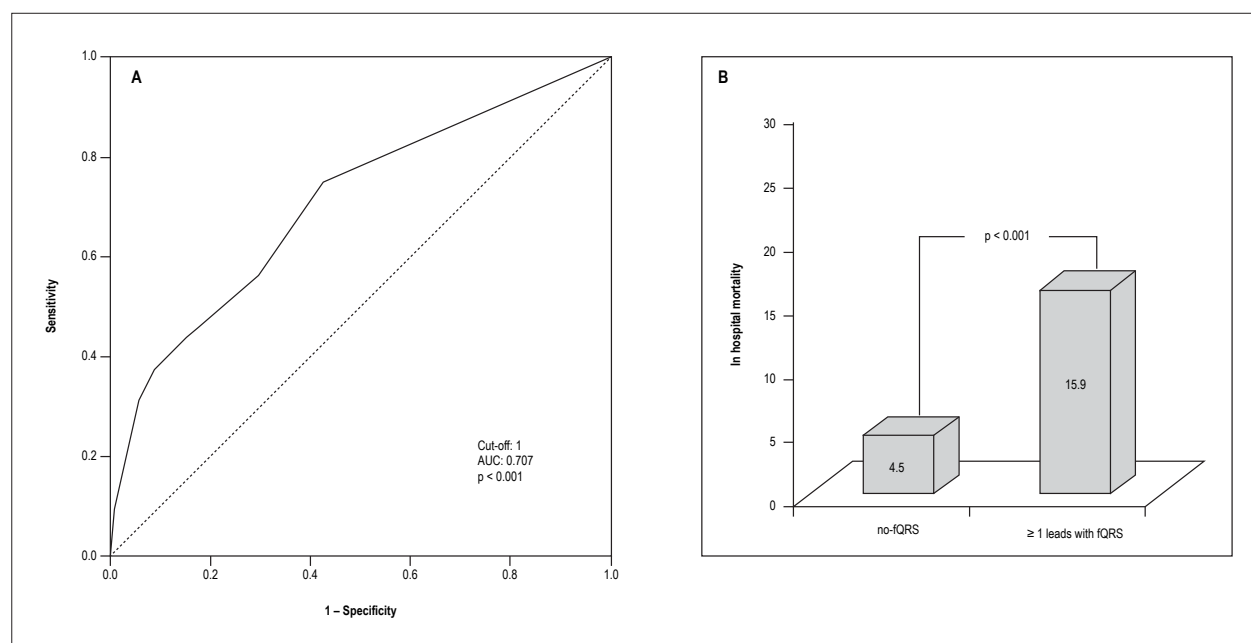 A
1.0
0.8
0.6
0.4
0.2
0.0
Sensitivity
0.0 0.2 0.4 0.6 0.8 1.0
1 – Specificity
Cut-off: 1
AUC: 0.707
p < 0.001
B
30
25
20
15
10
5
0
In hospital mortality
p < 0.001
4.5
15.9
no-fQRS
≥ 1 leads with fQRS